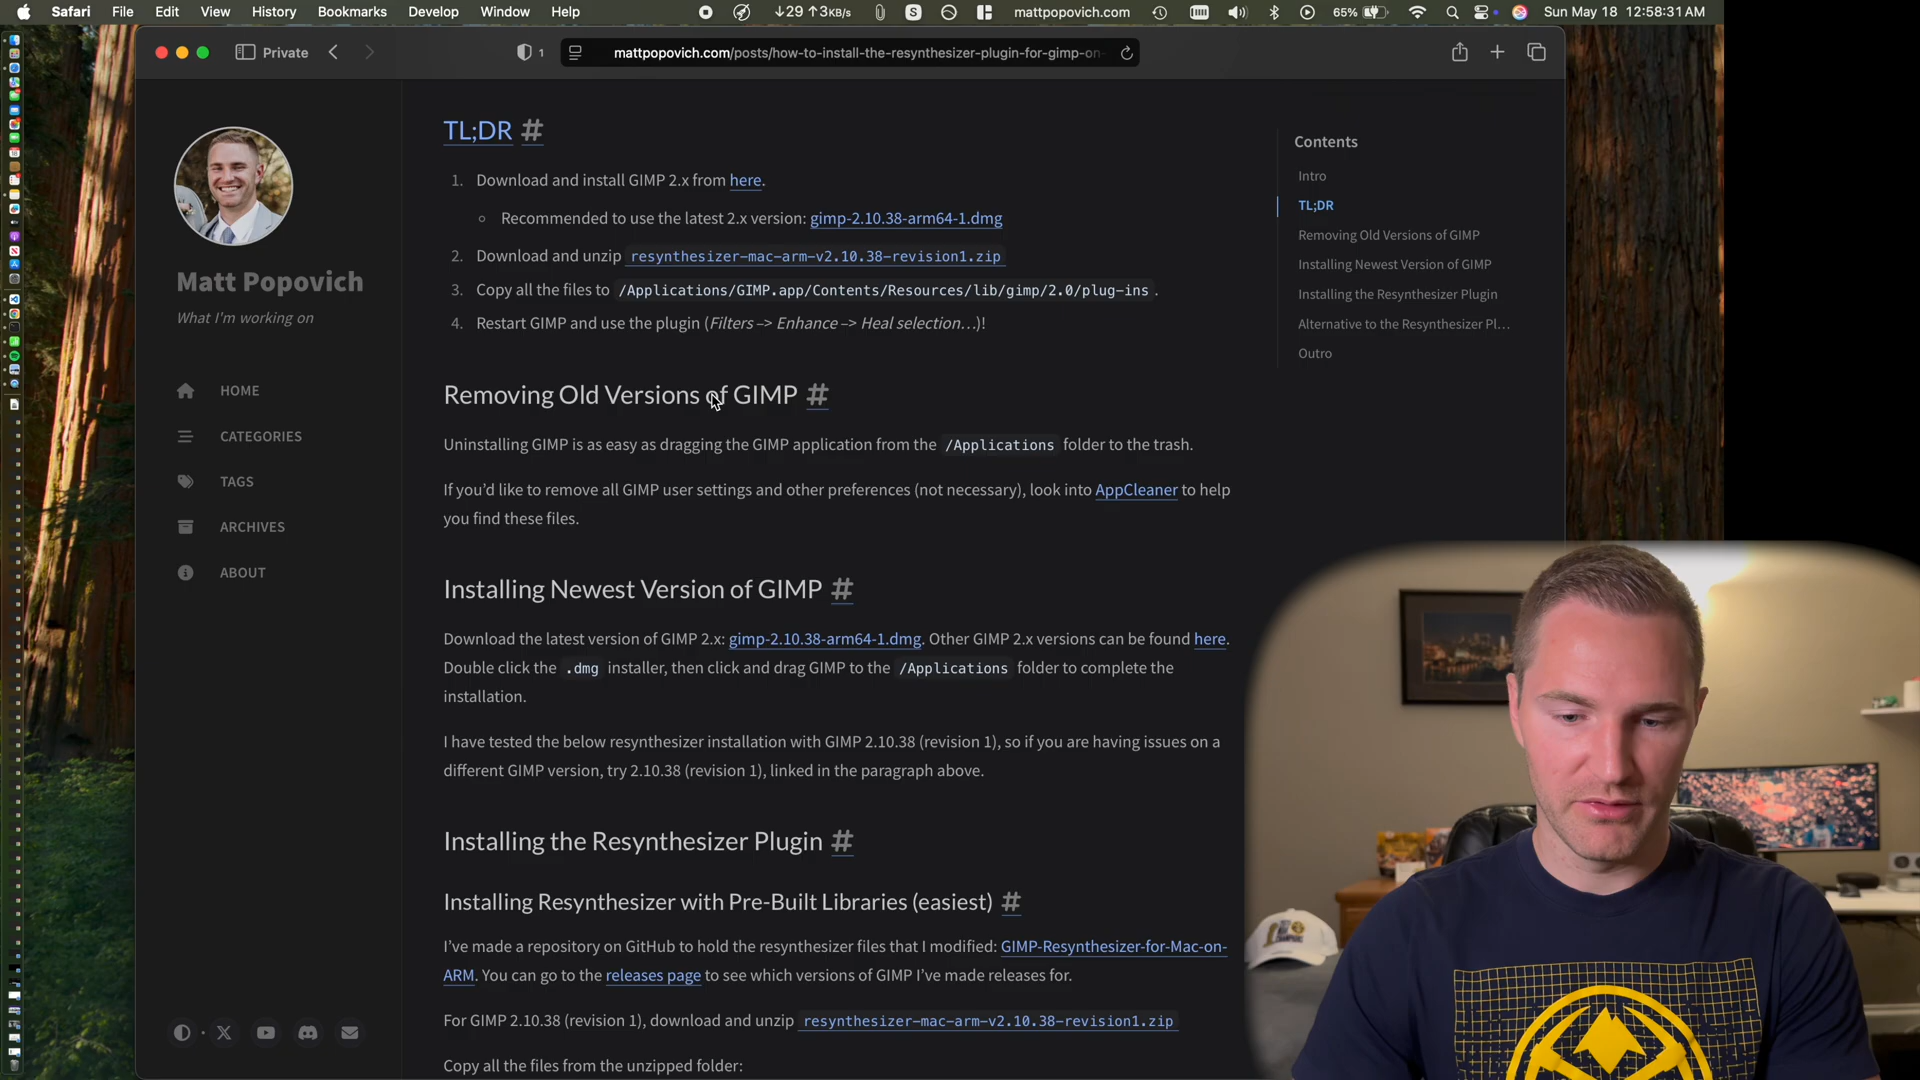 Safari File Edit View History Bookmarks Develop Window Help
↓29 ↑3KB/s
S
mattpopovich.com
65%
Sun May 18 12:58:31 AM
Private
1
mattpopovich.com/posts/how-to-install-the-resynthesizer-plugin-for-gimp-on-
Matt Popovich
What I'm working on
HOME
CATEGORIES
TAGS
ARCHIVES
ABOUT
TL;DR #
1. Download and install GIMP 2.x from here.
Recommended to use the latest 2.x version: gimp-2.10.38-arm64-1.dmg
2. Download and unzip resynthesizer-mac-arm-v2.10.38-revision1.zip
3. Copy all the files to /Applications/GIMP.app/Contents/Resources/lib/gimp/2.0/plug-ins .
4. Restart GIMP and use the plugin (Filters –> Enhance –> Heal selection…)!
Removing Old Versions of GIMP #
Uninstalling GIMP is as easy as dragging the GIMP application from the /Applications folder to the trash.
If you'd like to remove all GIMP user settings and other preferences (not necessary), look into AppCleaner to help
you find these files.
Installing Newest Version of GIMP #
Download the latest version of GIMP 2.x: gimp-2.10.38-arm64-1.dmg. Other GIMP 2.x versions can be found here.
Double click the .dmg installer, then click and drag GIMP to the /Applications folder to complete the
installation.
I have tested the below resynthesizer installation with GIMP 2.10.38 (revision 1), so if you are having issues on a
different GIMP version, try 2.10.38 (revision 1), linked in the paragraph above.
Installing the Resynthesizer Plugin #
Installing Resynthesizer with Pre-Built Libraries (easiest) #
I've made a repository on GitHub to hold the resynthesizer files that I modified: GIMP-Resynthesizer-for-Mac-on-
ARM. You can go to the releases page to see which versions of GIMP I've made releases for.
For GIMP 2.10.38 (revision 1), download and unzip resynthesizer-mac-arm-v2.10.38-revision1.zip
Copy all the files from the unzipped folder:
Contents
Intro
TL;DR
Removing Old Versions of GIMP
Installing Newest Version of GIMP
Installing the Resynthesizer Plugin
Alternative to the Resynthesizer Pl…
Outro